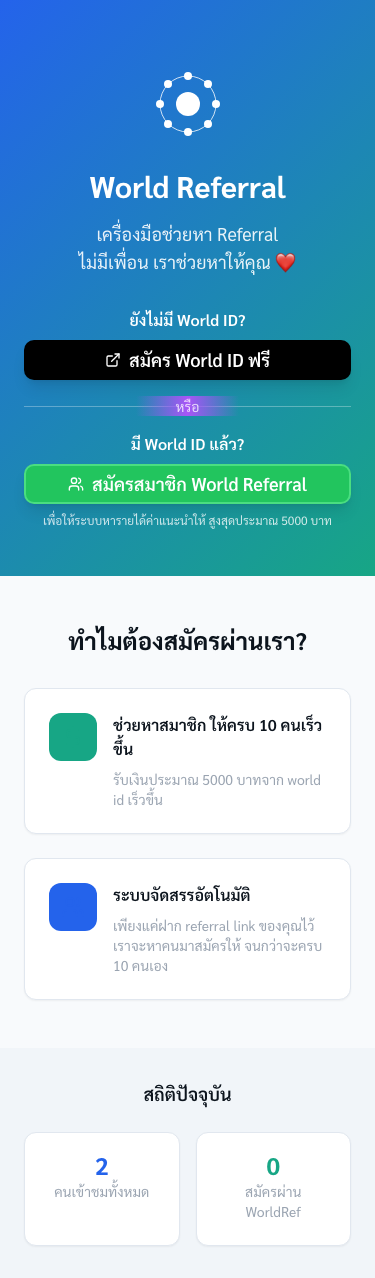 World Referral
เครื่องมือช่วยหา Referral
ไม่มีเพื่อน เราช่วยหาให้คุณ ❤️
ยังไม่มี World ID?
สมัคร World ID ฟรี
หรือ
มี World ID แล้ว?
สมัครสมาชิก World Referral
เพื่อให้ระบบหารายได้ค่าแนะนำให้ สูงสุดประมาณ 5000 บาท
ทำไมต้องสมัครผ่านเรา?
ช่วยหาสมาชิก ให้ครบ 10 คนเร็ว
ขึ้น
รับเงินประมาณ 5000 บาทจาก world
id เร็วขึ้น
ระบบจัดสรรอัตโนมัติ
เพียงแค่ฝาก referral link ของคุณไว้
เราจะหาคนมาสมัครให้ จนกว่าจะครบ
10 คนเอง
สถิติปัจจุบัน
2
คนเข้าชมทั้งหมด
0
สมัครผ่าน
WorldRef